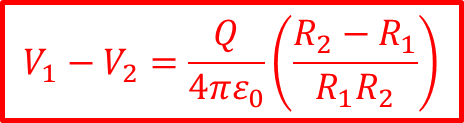 V₁ − V₂ = Q / 4πε₀ (R₂ − R₁ / R₁R₂)